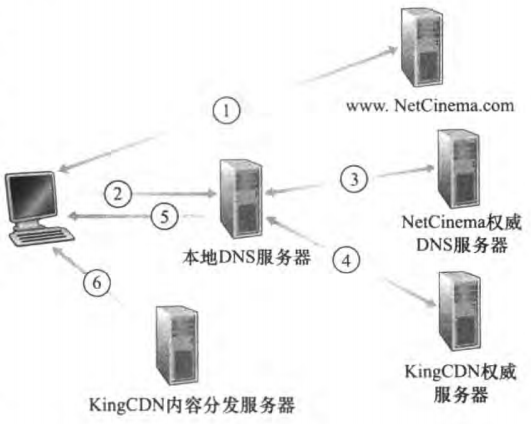 ①
www. NetCinema.com
②
③
⑤
NetCinema权威
DNS服务器
本地DNS服务器
④
⑥
KingCDN权威
服务器
KingCDN内容分发服务器